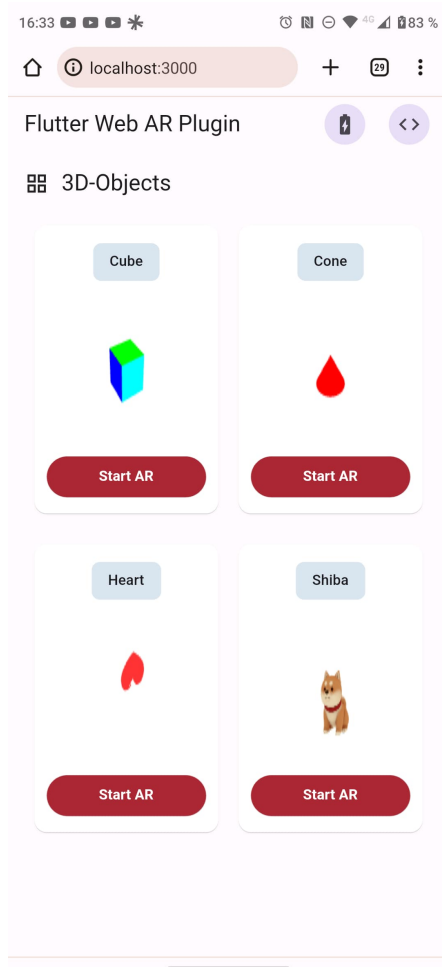 16:33 4G 83 %
localhost:3000 29
Flutter Web AR Plugin
3D-Objects
Cube Cone
Start AR Start AR
Heart Shiba
Start AR Start AR